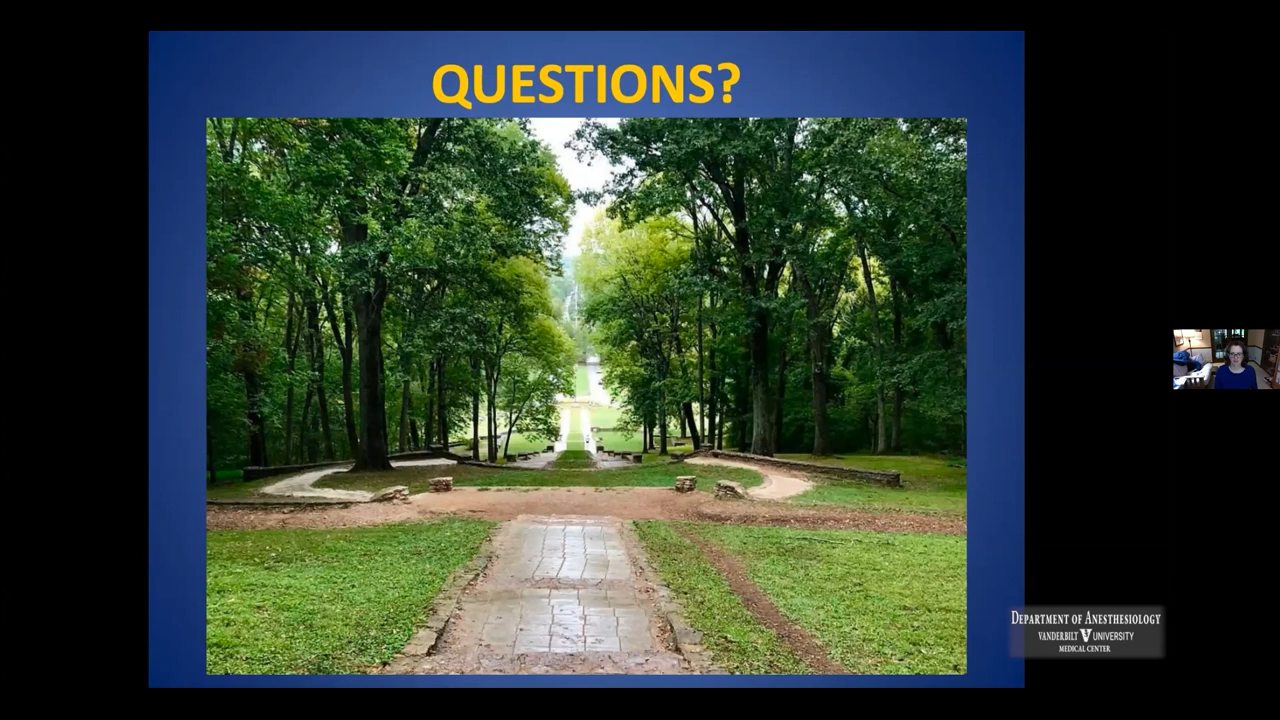 QUESTIONS?
DEPARTMENT OF ANESTHESIOLOGY
VANDERBILT V UNIVERSITY
MEDICAL CENTER